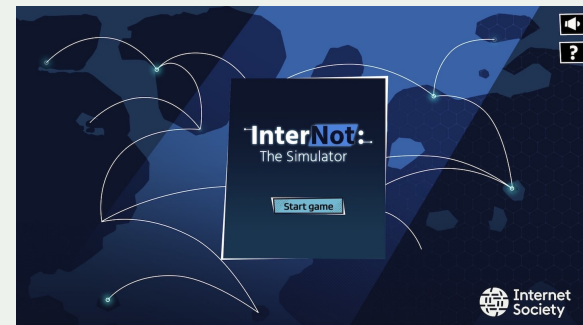 InterNot:
The Simulator
Start game
?
Internet
Society